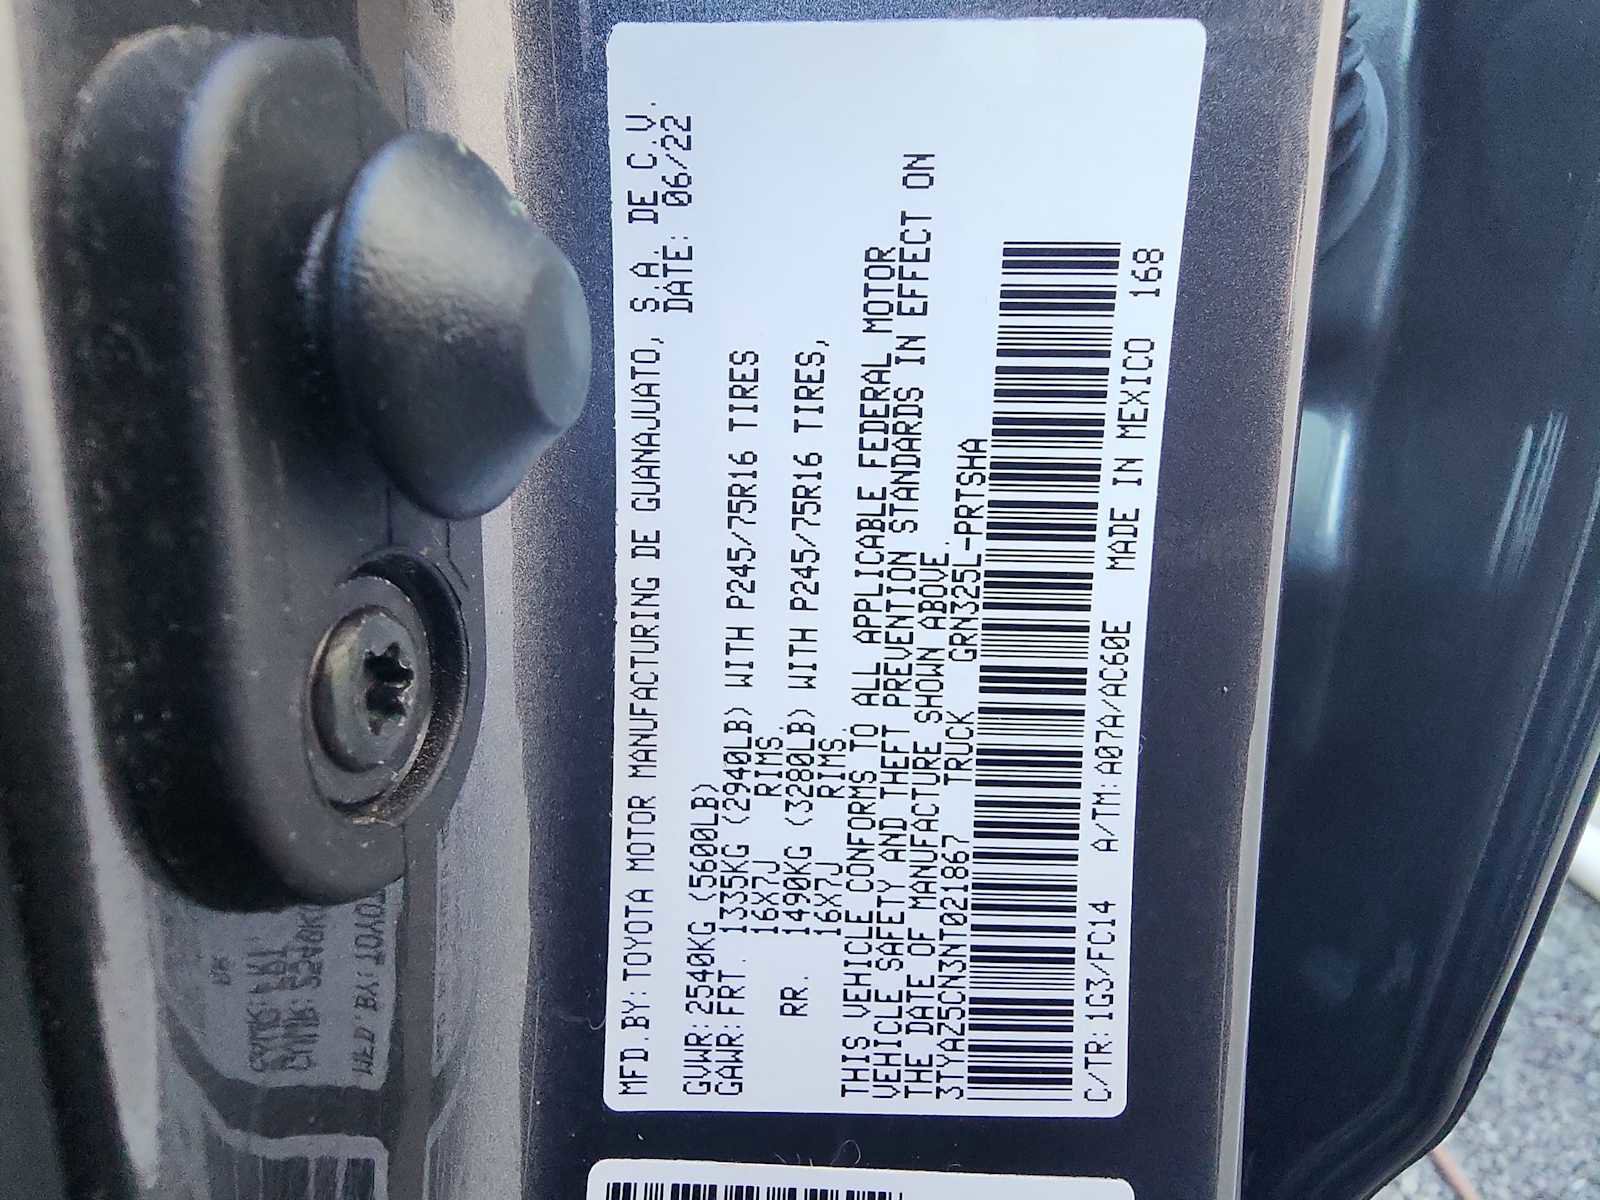 MFD.BY:TOYOTA MOTOR MANUFACTURING DE GUANAJUATO, S.A. DE C.V.
DATE: 06/22
GVWR:2540KG (5600LB)
GAWR:FRT. 1335KG (2940LB) WITH P245/75R16 TIRES
16X7J RIMS,
RR. 1490KG (3280LB) WITH P245/75R16 TIRES,
16X7J RIMS,
THIS VEHICLE CONFORMS TO ALL APPLICABLE FEDERAL MOTOR
VEHICLE SAFETY AND THEFT PREVENTION STANDARDS IN EFFECT ON
THE DATE OF MANUFACTURE SHOWN ABOVE.
3TYAZ5CN3NT021867 TRUCK GRN325L-PRTSHA
C/TR:1G3/FC14 A/TM:A07A/AC60E MADE IN MEXICO 168